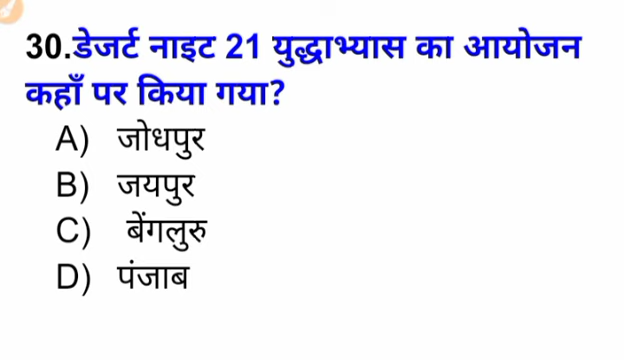 30.डेजर्ट नाइट 21 युद्धाभ्यास का आयोजन
कहाँ पर किया गया?
A) जोधपुर
B) जयपुर
C) बेंगलुरु
D) पंजाब